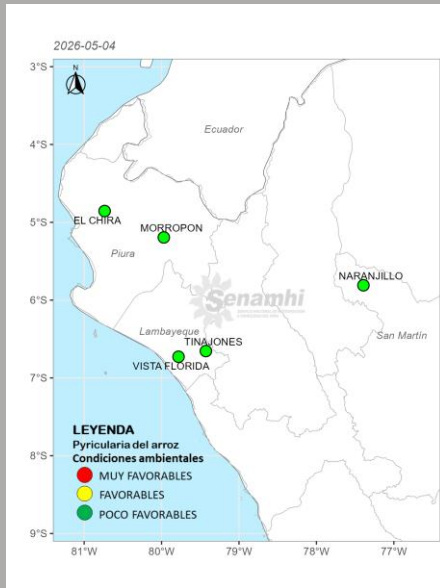 2026-05-04
N
3°S
4°S
5°S
6°S
7°S
8°S
9°S
Ecuador
EL CHIRA
MORROPON
Piura
NARANJILLO
Senamhi
Lambayeque
TINAJONES
San Martín
VISTA FLORIDA
LEYENDA
Pyricularia del arroz
Condiciones ambientales
MUY FAVORABLES
FAVORABLES
POCO FAVORABLES
81°W 80°W 79°W 78°W 77°W